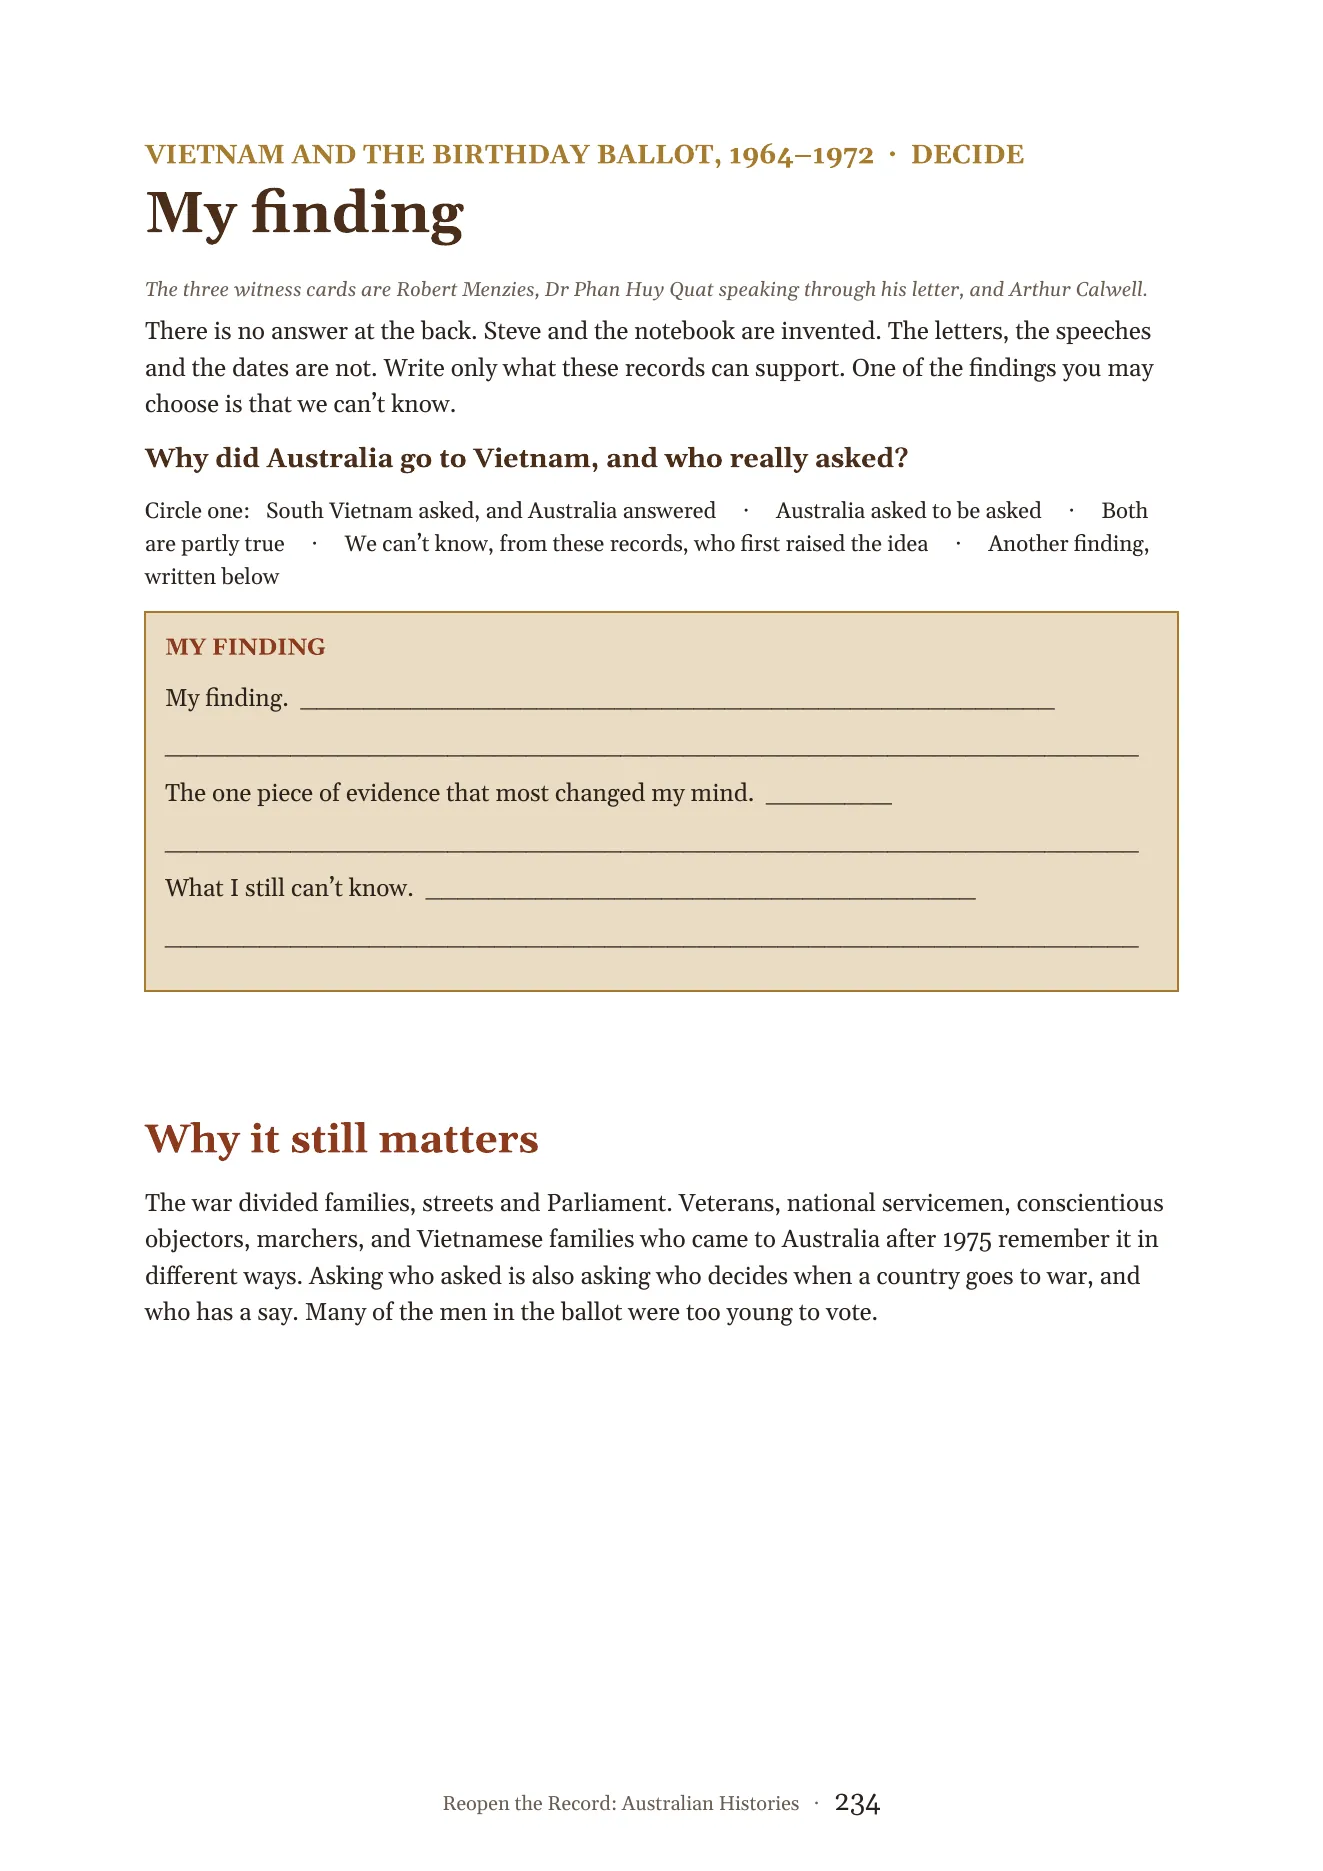 VIETNAM AND THE BIRTHDAY BALLOT, 1964–1972 · DECIDE
My finding
The three witness cards are Robert Menzies, Dr Phan Huy Quat speaking through his letter, and Arthur Calwell.
There is no answer at the back. Steve and the notebook are invented. The letters, the speeches
and the dates are not. Write only what these records can support. One of the findings you may
choose is that we can’t know.
Why did Australia go to Vietnam, and who really asked?
Circle one: South Vietnam asked, and Australia answered · Australia asked to be asked · Both
are partly true · We can’t know, from these records, who first raised the idea · Another finding,
written below
MY FINDING
My finding. ________________________________________________
______________________________________________________________
The one piece of evidence that most changed my mind. ________
______________________________________________________________
What I still can’t know. ___________________________________
______________________________________________________________
Why it still matters
The war divided families, streets and Parliament. Veterans, national servicemen, conscientious
objectors, marchers, and Vietnamese families who came to Australia after 1975 remember it in
different ways. Asking who asked is also asking who decides when a country goes to war, and
who has a say. Many of the men in the ballot were too young to vote.
Reopen the Record: Australian Histories · 234